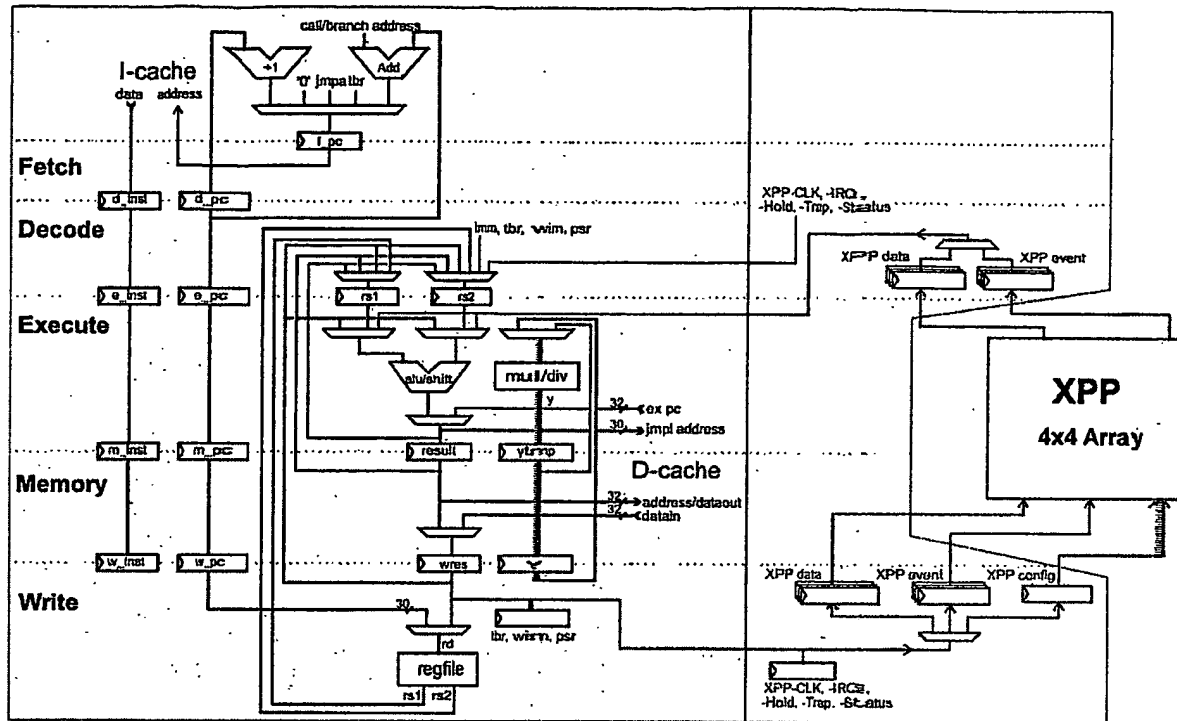 call/branch address
+1
Add
I-cache
data address
'0' jmpa tbr
f_pc
Fetch
d_inst
d_pc
XPP-CLK, -IRQs,
-Hold, -Trap, -Status
Decode
imm, tbr, wim, psr
XPP data
XPP event
rs1
rs2
e_inst
e_pc
Execute
alu/shift
mul/div
y
XPP
4x4 Array
32
ex pc
30
jmpl address
m_inst
m_pc
result
ytmp
D-cache
Memory
32
address/dataout
32
datain
w_inst
w_pc
wres
Y
XPP data
XPP event
XPP config
Write
30
tbr, wim, psr
rd
regfile
rs1 rs2
XPP-CLK, -IRQs,
-Hold, -Trap, -Status